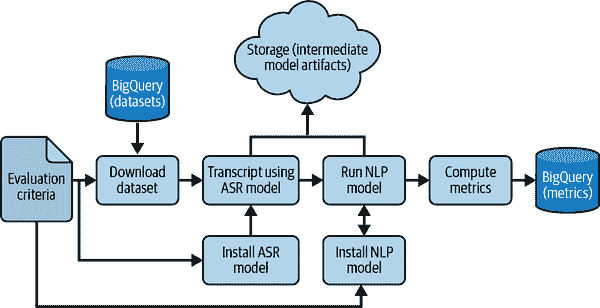 Storage (intermediate
model artifacts)
BigQuery
(datasets)
Evaluation
criteria
Download
dataset
Transcript using
ASR model
Run NLP
model
Compute
metrics
BigQuery
(metrics)
Install ASR
model
Install NLP
model